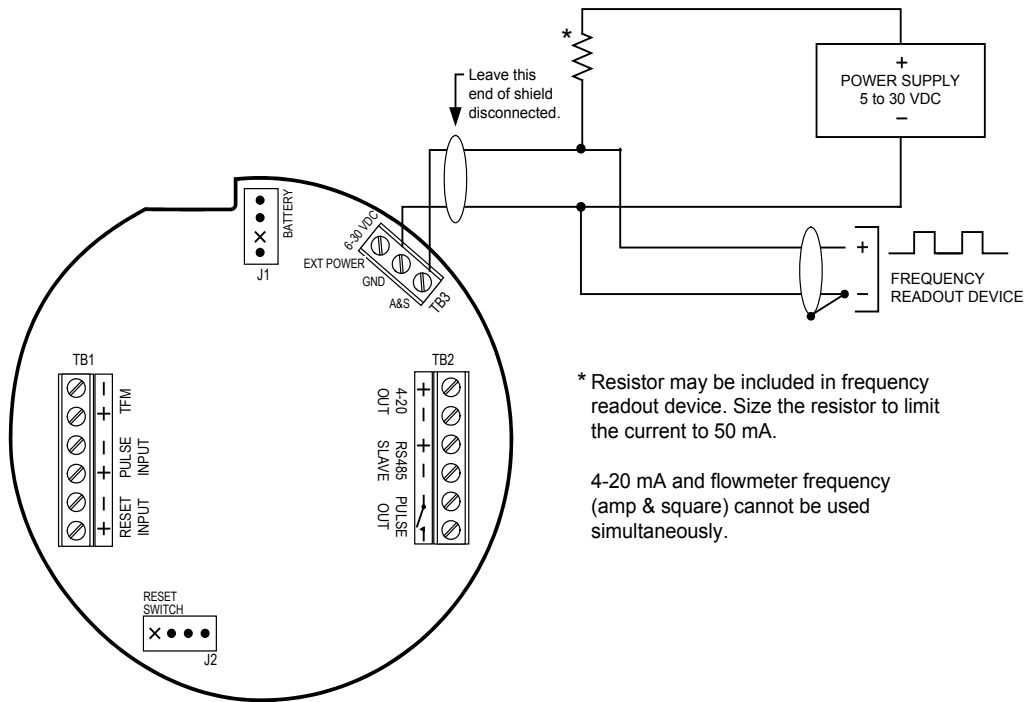 *
Leave this
end of shield
disconnected.
+
POWER SUPPLY
5 to 30 VDC
–
BATTERY
J1
6-30 VDC
EXT POWER
GND
A&S
TB3
+
–
FREQUENCY
READOUT DEVICE
TB1
–
+
TFM
–
+
PULSE
INPUT
–
+
RESET
INPUT
TB2
+
–
4-20
OUT
+
–
RS485
SLAVE
PULSE
OUT
* Resistor may be included in frequency
readout device. Size the resistor to limit
the current to 50 mA.
4-20 mA and flowmeter frequency
(amp & square) cannot be used
simultaneously.
RESET
SWITCH
J2